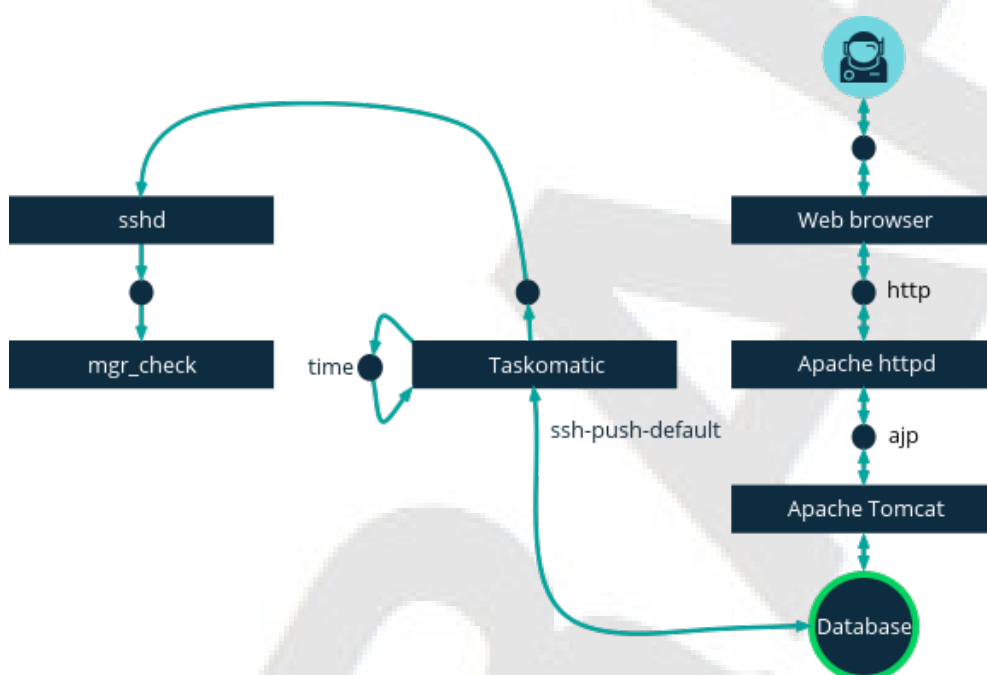 sshd
Web browser
http
mgr_check
time
Taskomatic
Apache httpd
ssh-push-default
ajp
Apache Tomcat
Database